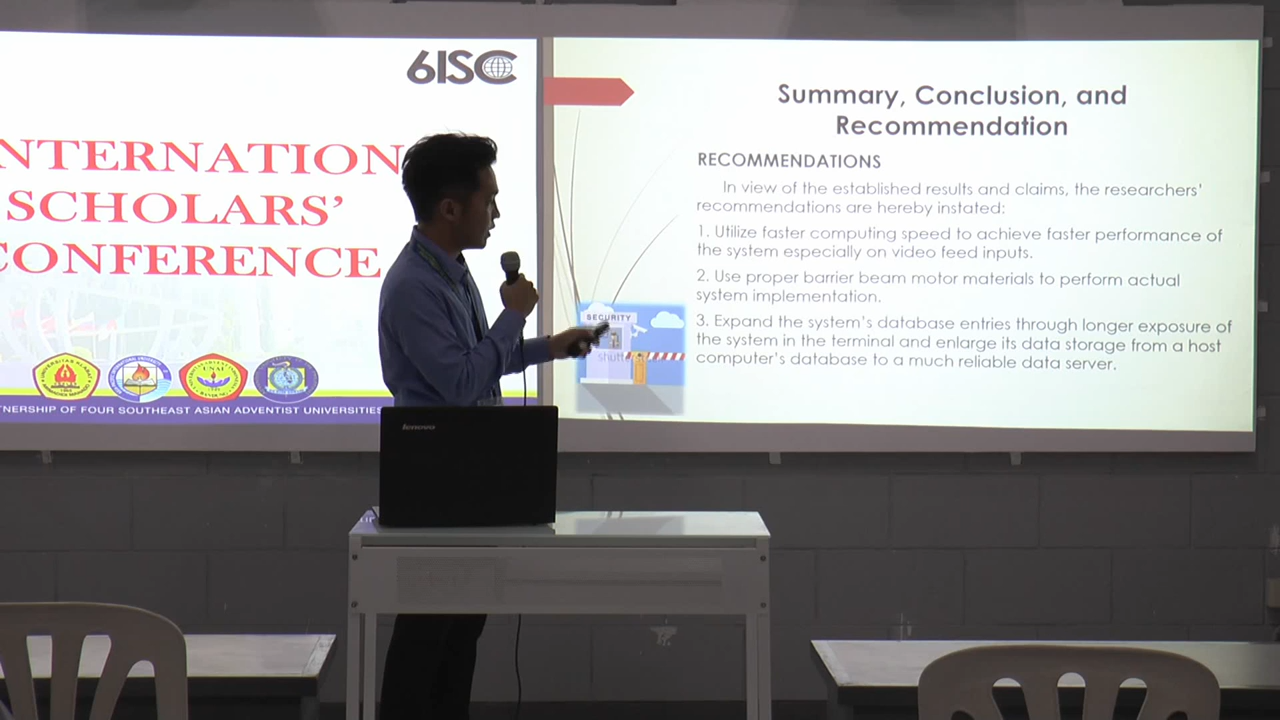 6ISC
NTERNATION
SCHOLARS'
CONFERENCE
NTNERSHIP OF FOUR SOUTHEAST ASIAN ADVENTIST UNIVERSITIES
Summary, Conclusion, and
Recommendation
RECOMMENDATIONS
In view of the established results and claims, the researchers'
recommendations are hereby instated:
1. Utilize faster computing speed to achieve faster performance of
the system especially on video feed inputs.
2. Use proper barrier beam motor materials to perform actual
system implementation.
3. Expand the system's database entries through longer exposure of
the system in the terminal and enlarge its data storage from a host
computer's database to a much reliable data server.
SECURITY
lenovo